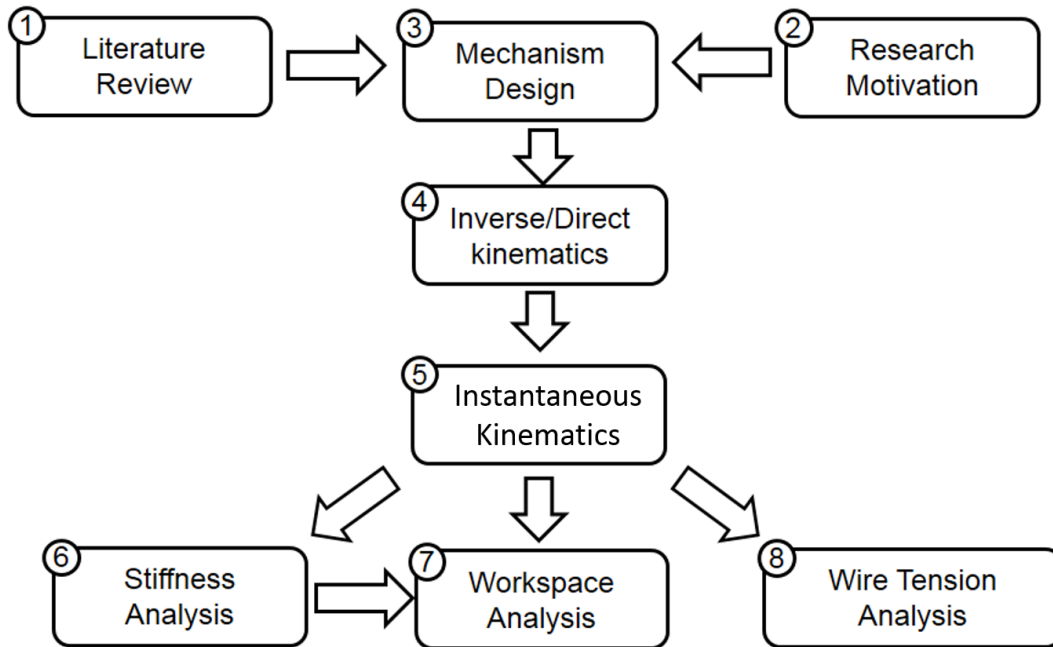 1
Literature
Review
3
Mechanism
Design
2
Research
Motivation
4
Inverse/Direct
kinematics
5
Instantaneous
Kinematics
6
Stiffness
Analysis
7
Workspace
Analysis
8
Wire Tension
Analysis